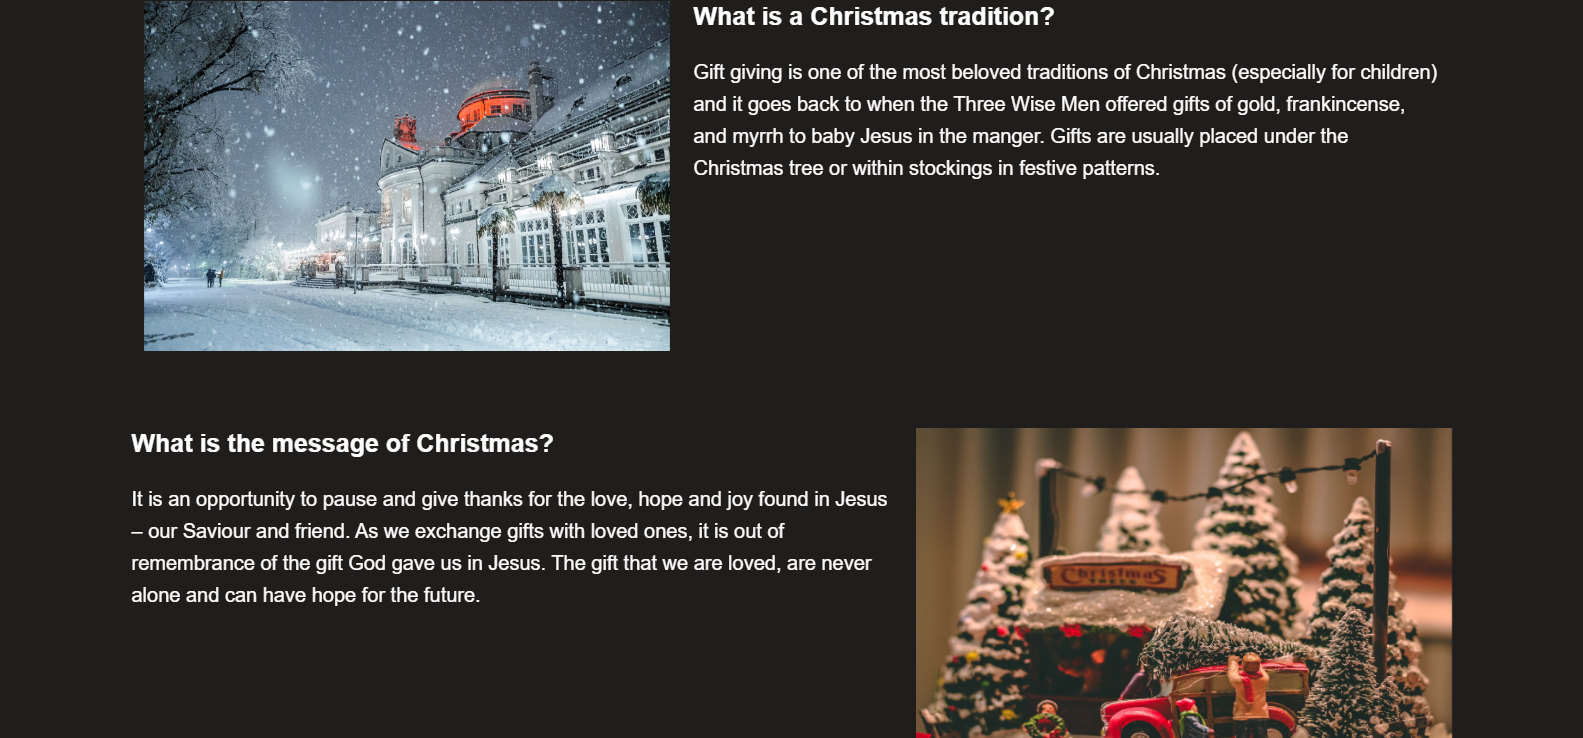 What is a Christmas tradition?
Gift giving is one of the most beloved traditions of Christmas (especially for children)
and it goes back to when the Three Wise Men offered gifts of gold, frankincense,
and myrrh to baby Jesus in the manger. Gifts are usually placed under the
Christmas tree or within stockings in festive patterns.
What is the message of Christmas?
It is an opportunity to pause and give thanks for the love, hope and joy found in Jesus
– our Saviour and friend. As we exchange gifts with loved ones, it is out of
remembrance of the gift God gave us in Jesus. The gift that we are loved, are never
alone and can have hope for the future.
Christmas
TREES